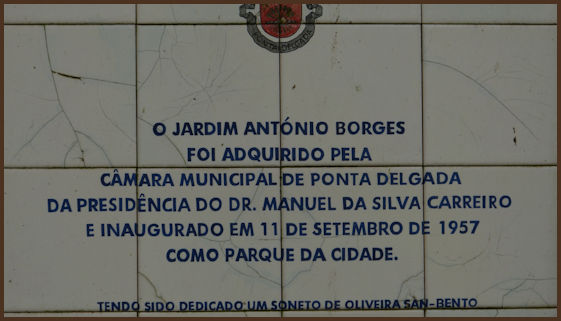 PONTA DELGADA
O JARDIM ANTÓNIO BORGES
FOI ADQUIRIDO PELA
CÂMARA MUNICIPAL DE PONTA DELGADA
DA PRESIDÊNCIA DO DR. MANUEL DA SILVA CARREIRO
E INAUGURADO EM 11 DE SETEMBRO DE 1957
COMO PARQUE DA CIDADE.
TENDO SIDO DEDICADO UM SONETO DE OLIVEIRA SAN-BENTO